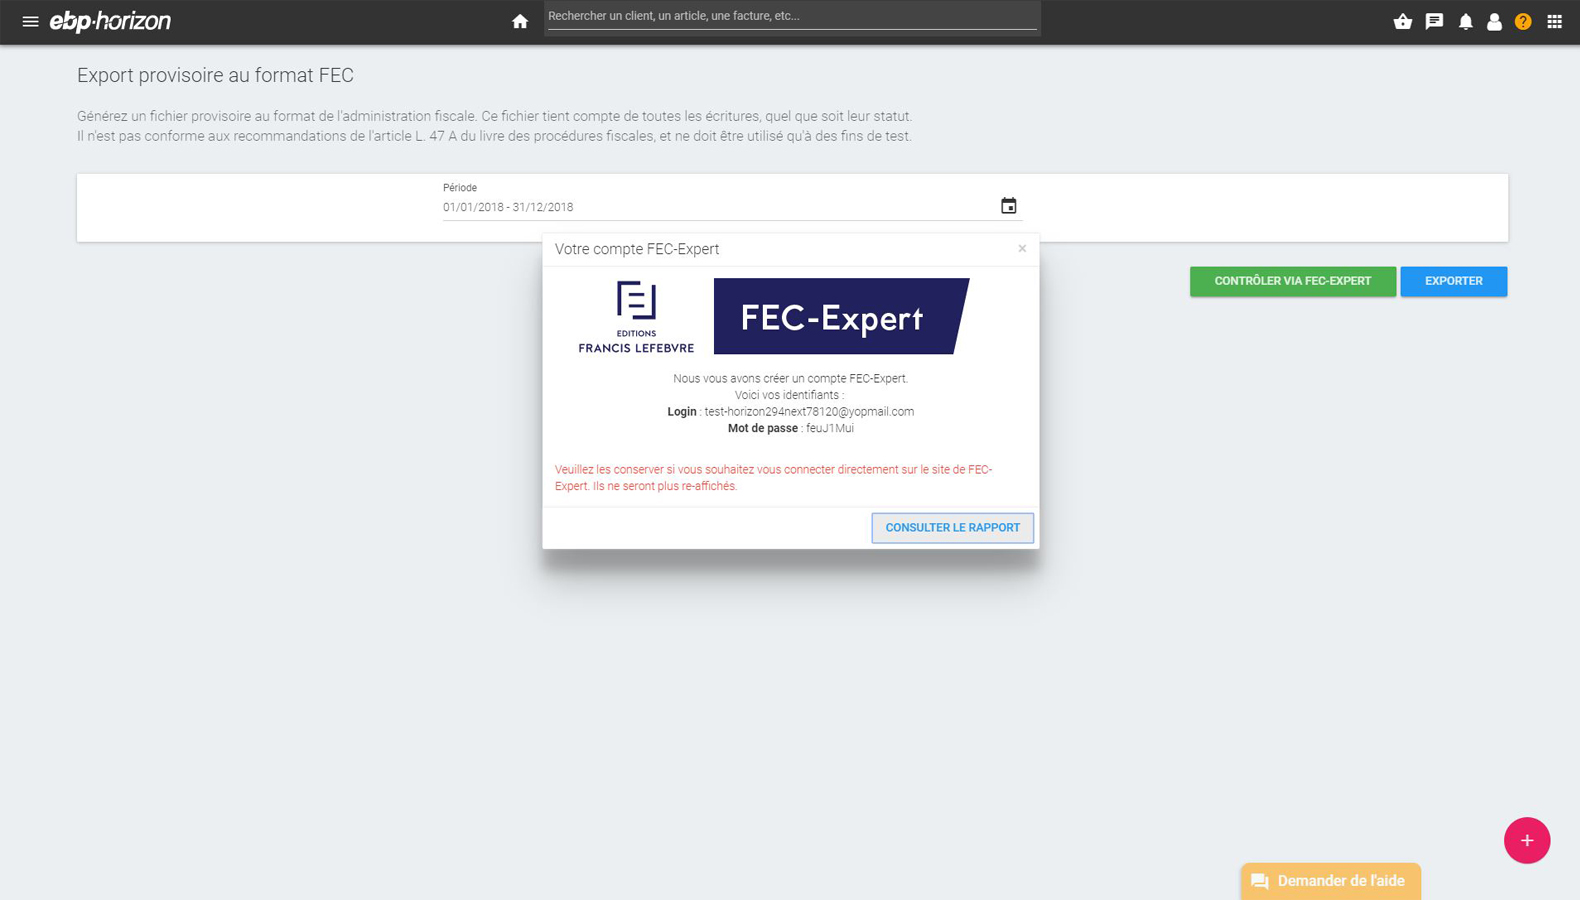 ebp·horizon
Rechercher un client, un article, une facture, etc...
Export provisoire au format FEC
Générez un fichier provisoire au format de l'administration fiscale. Ce fichier tient compte de toutes les écritures, quel que soit leur statut.
Il n'est pas conforme aux recommandations de l'article L. 47 A du livre des procédures fiscales, et ne doit être utilisé qu'à des fins de test.
Période
01/01/2018 - 31/12/2018
Votre compte FEC-Expert
×
CONTRÔLER VIA FEC-EXPERT
EXPORTER
EDITIONS
FRANCIS LEFEBVRE
FEC-Expert
Nous vous avons créer un compte FEC-Expert.
Voici vos identifiants :
Login : test-horizon294next78120@yopmail.com
Mot de passe : feuJ1Mui
Veuillez les conserver si vous souhaitez vous connecter directement sur le site de FEC-
Expert. Ils ne seront plus re-affichés.
CONSULTER LE RAPPORT
+
Demander de l'aide